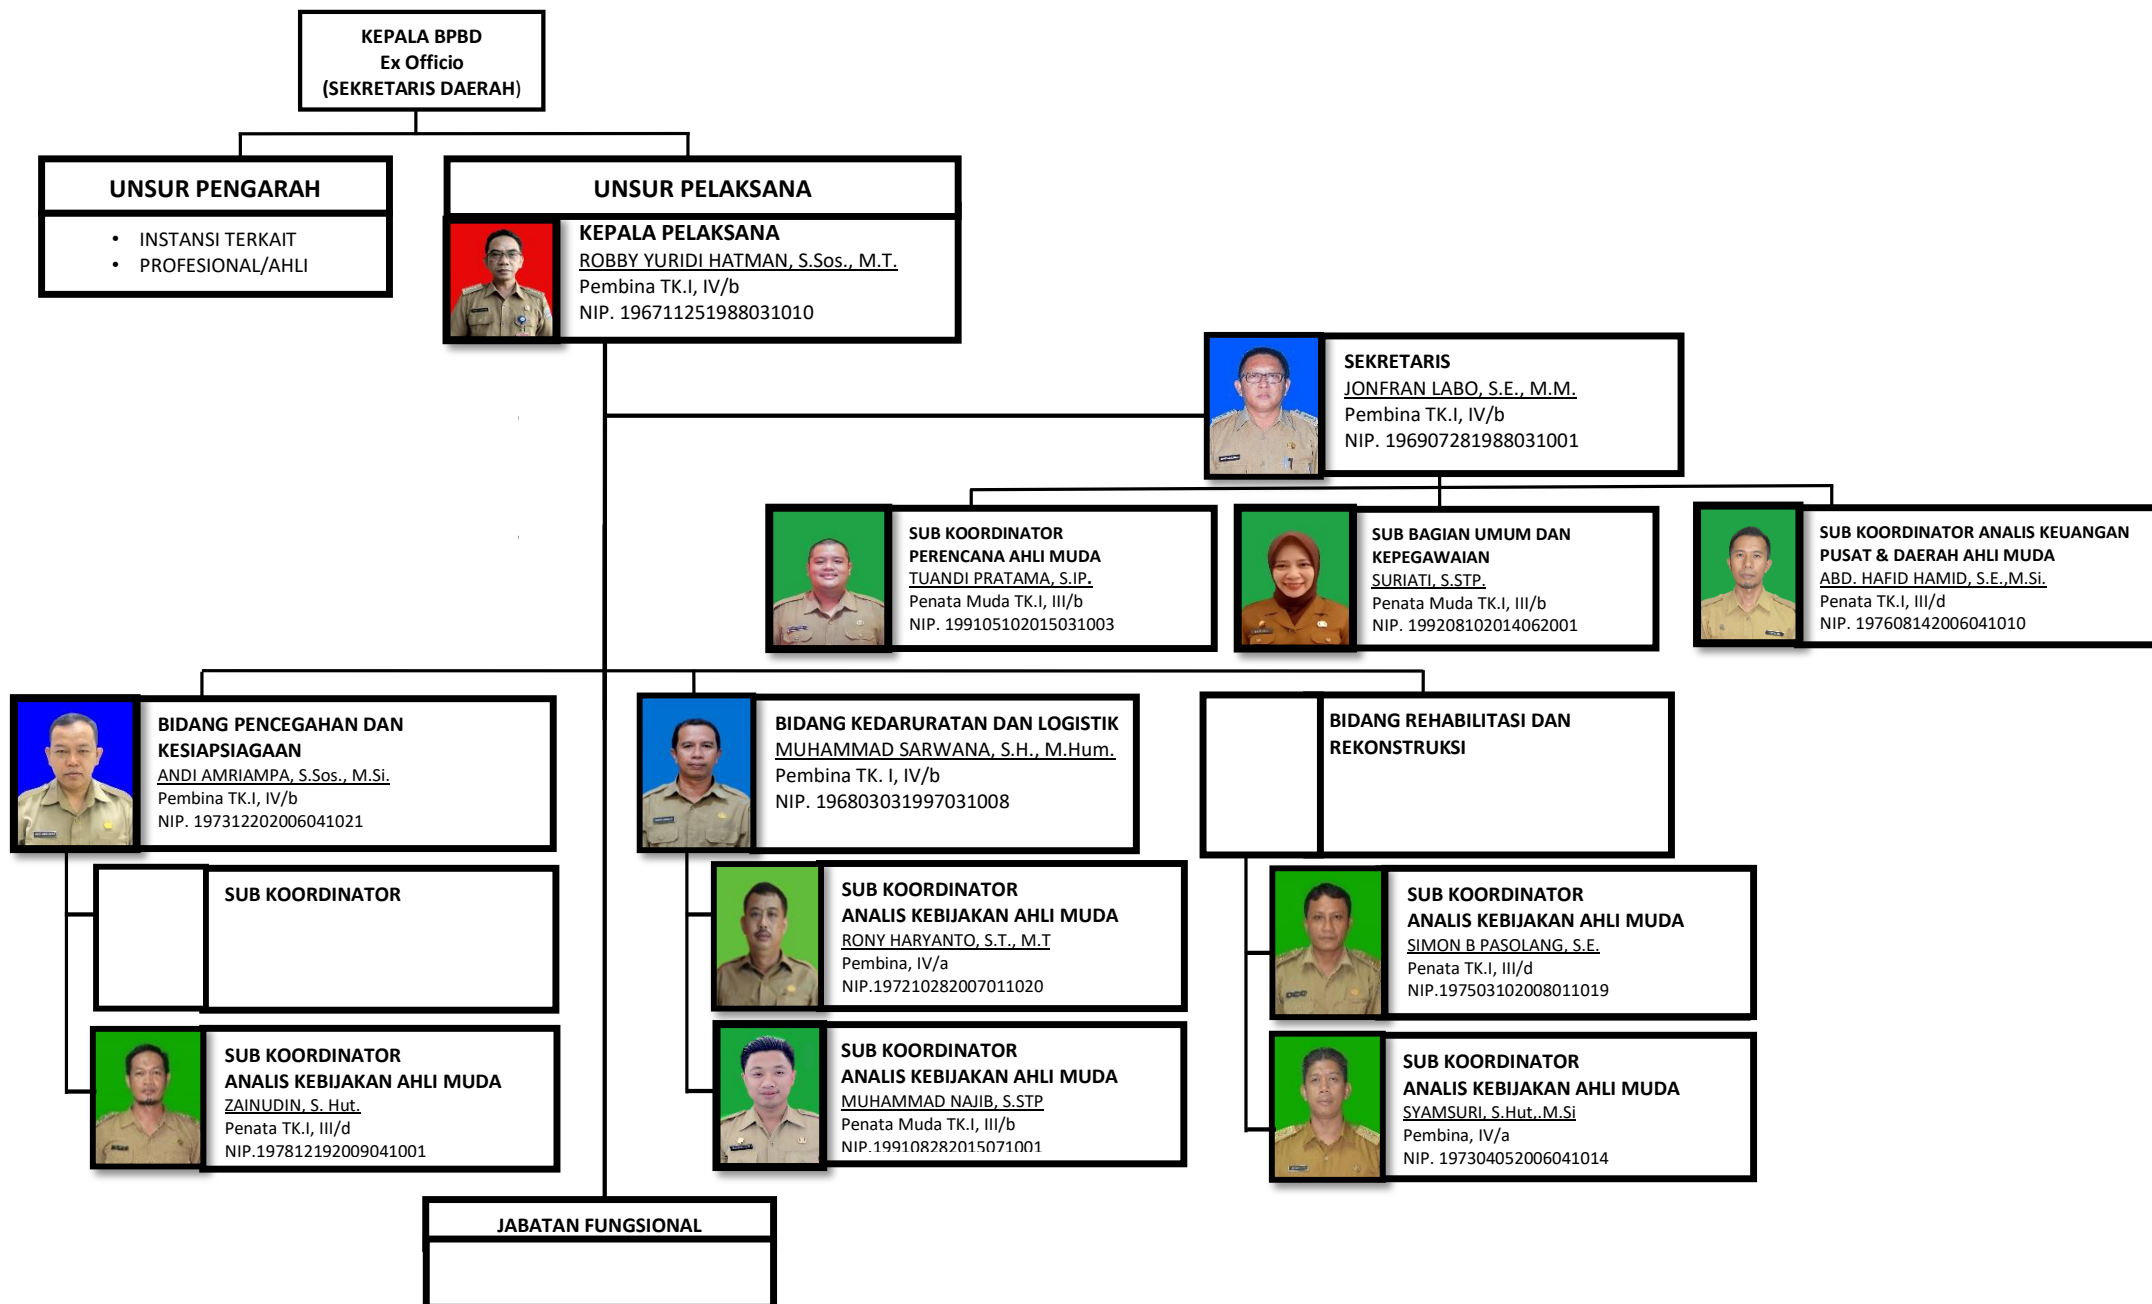 KEPALA BPBD
Ex Officio
(SEKRETARIS DAERAH)
UNSUR PENGARAH
• INSTANSI TERKAIT
• PROFESIONAL/AHLI
UNSUR PELAKSANA
KEPALA PELAKSANA
ROBBY YURIDI HATMAN, S.Sos., M.T.
Pembina TK.I, IV/b
NIP. 196711251988031010
SEKRETARIS
JONFRAN LABO, S.E., M.M.
Pembina TK.I, IV/b
NIP. 196907281988031001
SUB KOORDINATOR
PERENCANA AHLI MUDA
TUANDI PRATAMA, S.IP.
Penata Muda TK.I, III/b
NIP. 199105102015031003
SUB BAGIAN UMUM DAN
KEPEGAWAIAN
SURIATI, S.STP.
Penata Muda TK.I, III/b
NIP. 199208102014062001
SUB KOORDINATOR ANALIS KEUANGAN
PUSAT & DAERAH AHLI MUDA
ABD. HAFID HAMID, S.E.,M.Si.
Penata TK.I, III/d
NIP. 197608142006041010
BIDANG PENCEGAHAN DAN
KESIAPSIAGAAN
ANDI AMRIAMPA, S.Sos., M.Si.
Pembina TK.I, IV/b
NIP. 197312202006041021
BIDANG KEDARURATAN DAN LOGISTIK
MUHAMMAD SARWANA, S.H., M.Hum.
Pembina TK. I, IV/b
NIP. 196803031997031008
BIDANG REHABILITASI DAN
REKONSTRUKSI
SUB KOORDINATOR
SUB KOORDINATOR
ANALIS KEBIJAKAN AHLI MUDA
RONY HARYANTO, S.T., M.T
Pembina, IV/a
NIP.197210282007011020
SUB KOORDINATOR
ANALIS KEBIJAKAN AHLI MUDA
SIMON B PASOLANG, S.E.
Penata TK.I, III/d
NIP.197503102008011019
SUB KOORDINATOR
ANALIS KEBIJAKAN AHLI MUDA
ZAINUDIN, S. Hut.
Penata TK.I, III/d
NIP.197812192009041001
SUB KOORDINATOR
ANALIS KEBIJAKAN AHLI MUDA
MUHAMMAD NAJIB, S.STP
Penata Muda TK.I, III/b
NIP.199108282015071001
SUB KOORDINATOR
ANALIS KEBIJAKAN AHLI MUDA
SYAMSURI, S.Hut,.M.Si
Pembina, IV/a
NIP. 197304052006041014
JABATAN FUNGSIONAL